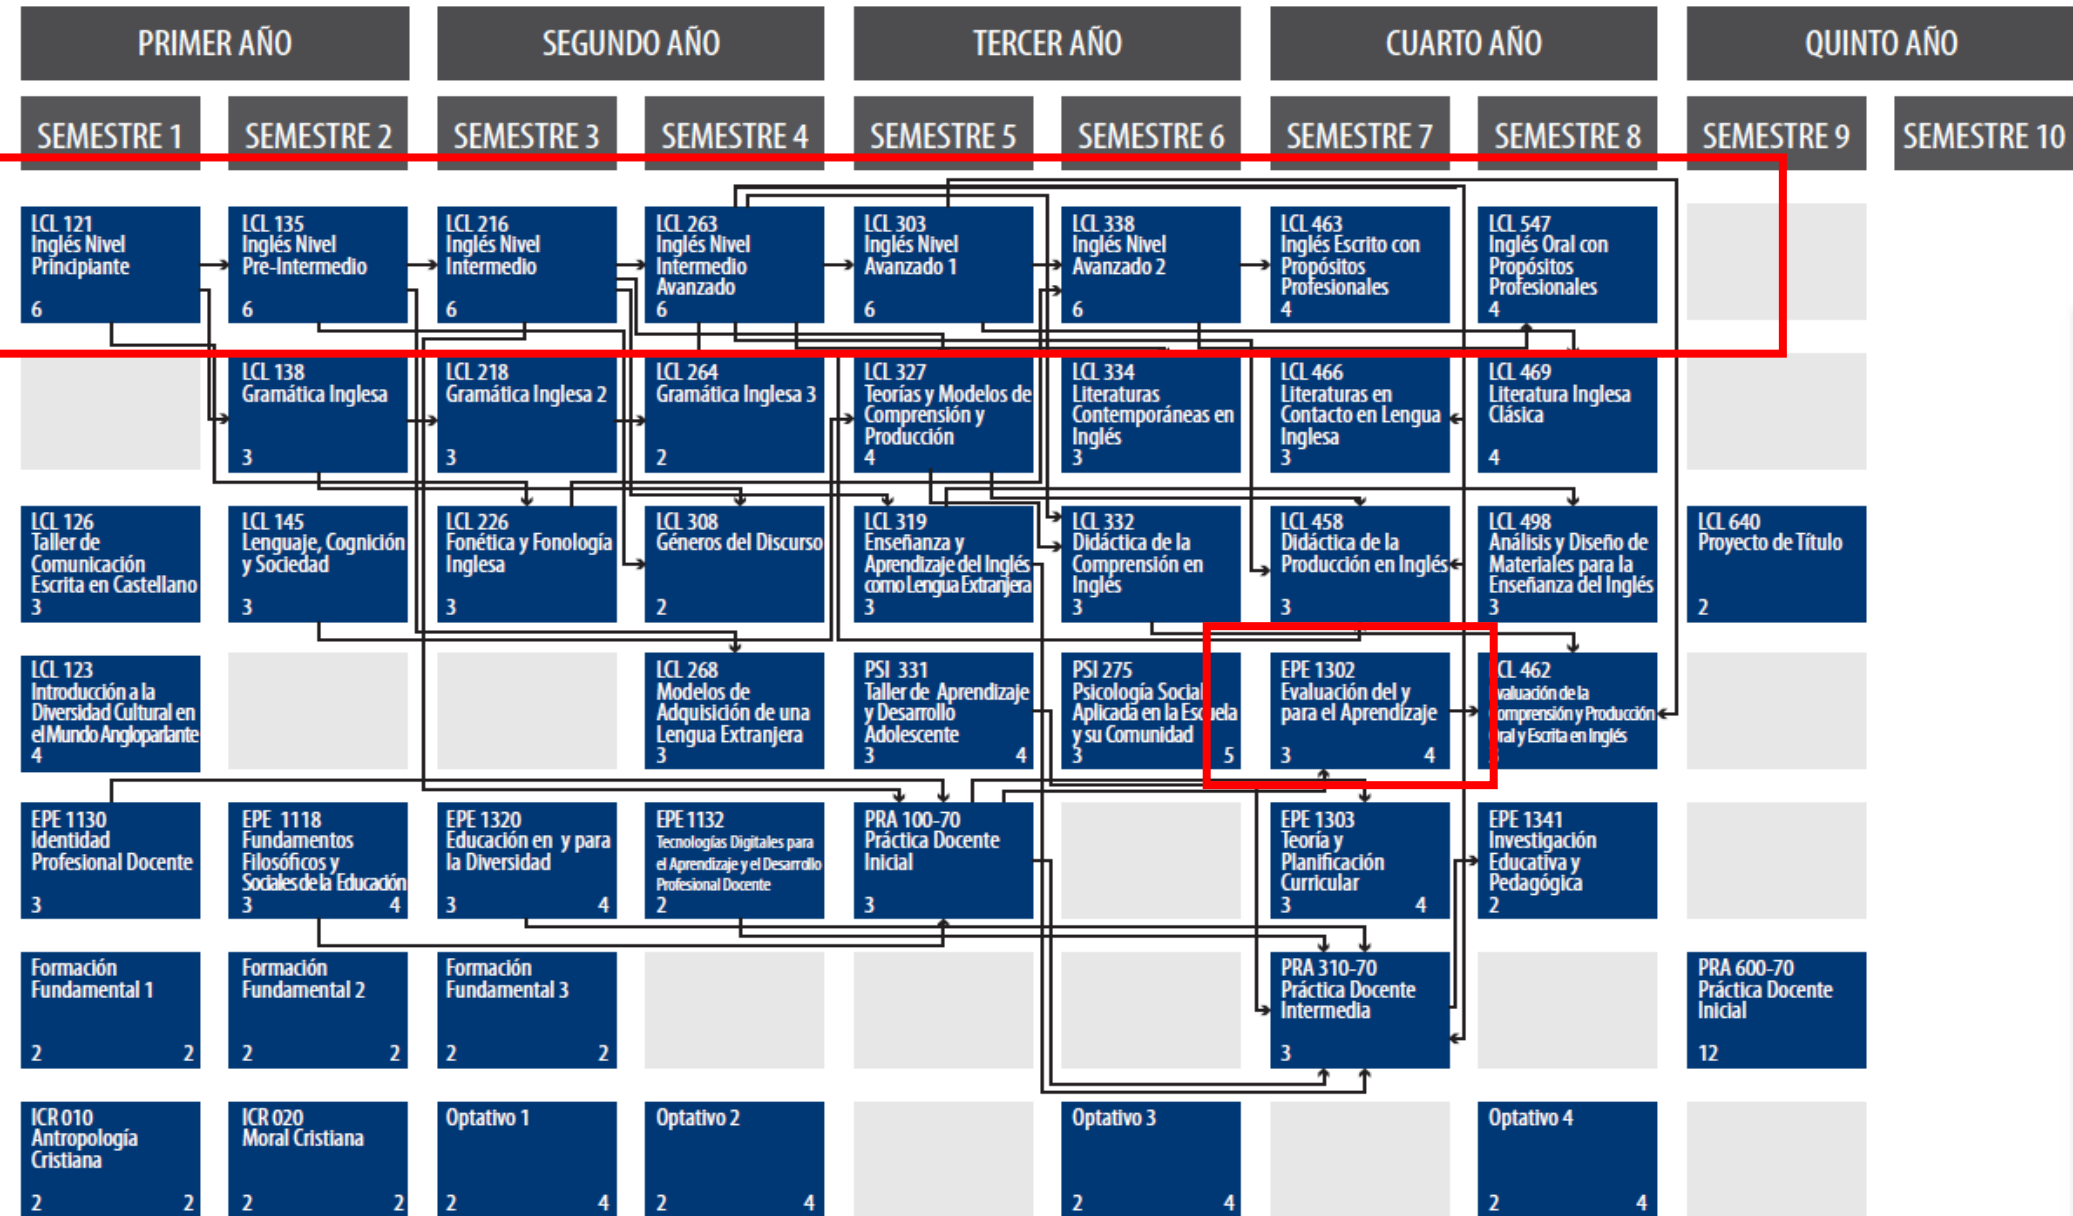 PRIMER AÑO
SEGUNDO AÑO
TERCER AÑO
CUARTO AÑO
QUINTO AÑO
SEMESTRE 1
SEMESTRE 2
SEMESTRE 3
SEMESTRE 4
SEMESTRE 5
SEMESTRE 6
SEMESTRE 7
SEMESTRE 8
SEMESTRE 9
SEMESTRE 10
LCL 121
Inglés Nivel
Principiante
6
LCL 135
Inglés Nivel
Pre-Intermedio
6
LCL 216
Inglés Nivel
Intermedio
6
LCL 263
Inglés Nivel
Intermedio
Avanzado
6
LCL 303
Inglés Nivel
Avanzado 1
6
LCL 338
Inglés Nivel
Avanzado 2
6
LCL 463
Inglés Escrito con
Propósitos
Profesionales
4
LCL 547
Inglés Oral con
Propósitos
Profesionales
4
LCL 138
Gramática Inglesa
3
LCL 218
Gramática Inglesa 2
3
LCL 264
Gramática Inglesa 3
2
LCL 327
Teorías y Modelos de
Comprensión y
Producción
4
LCL 334
Literaturas
Contemporáneas en
Inglés
3
LCL 466
Literaturas en
Contacto en Lengua
Inglesa
3
LCL 469
Literatura Inglesa
Clásica
4
LCL 126
Taller de
Comunicación
Escrita en Castellano
3
LCL 145
Lenguaje, Cognición
y Sociedad
3
LCL 226
Fonética y Fonología
Inglesa
3
LCL 308
Géneros del Discurso
2
LCL 319
Enseñanza y
Aprendizaje del Inglés
como Lengua Extranjera
3
LCL 332
Didáctica de la
Comprensión en
Inglés
3
LCL 458
Didáctica de la
Producción en Inglés
3
LCL 498
Análisis y Diseño de
Materiales para la
Enseñanza del Inglés
3
LCL 640
Proyecto de Título
2
LCL 123
Introducción a la
Diversidad Cultural en
el Mundo Angloparlante
4
LCL 268
Modelos de
Adquisición de una
Lengua Extranjera
3
PSI 331
Taller de Aprendizaje
y Desarrollo
Adolescente
3 4
PSI 275
Psicología Social
Aplicada en la Escuela
y su Comunidad
3 5
EPE 1302
Evaluación del y
para el Aprendizaje
3 4
LCL 462
Evaluación de la
Comprensión y Producción
Oral y Escrita en Inglés
EPE 1130
Identidad
Profesional Docente
3
EPE 1118
Fundamentos
Filosóficos y
Sociales de la Educación
3 4
EPE 1320
Educación en y para
la Diversidad
3 4
EPE 1132
Tecnologías Digitales para
el Aprendizaje y el Desarrollo
Profesional Docente
2
PRA 100-70
Práctica Docente
Inicial
3
EPE 1303
Teoría y
Planificación
Curricular
3 4
EPE 1341
Investigación
Educativa y
Pedagógica
2
Formación
Fundamental 1
2 2
Formación
Fundamental 2
2 2
Formación
Fundamental 3
2 2
PRA 310-70
Práctica Docente
Intermedia
3
PRA 600-70
Práctica Docente
Inicial
12
ICR 010
Antropología
Cristiana
2 2
ICR 020
Moral Cristiana
2 2
Optativo 1
2 4
Optativo 2
2 4
Optativo 3
2 4
Optativo 4
2 4